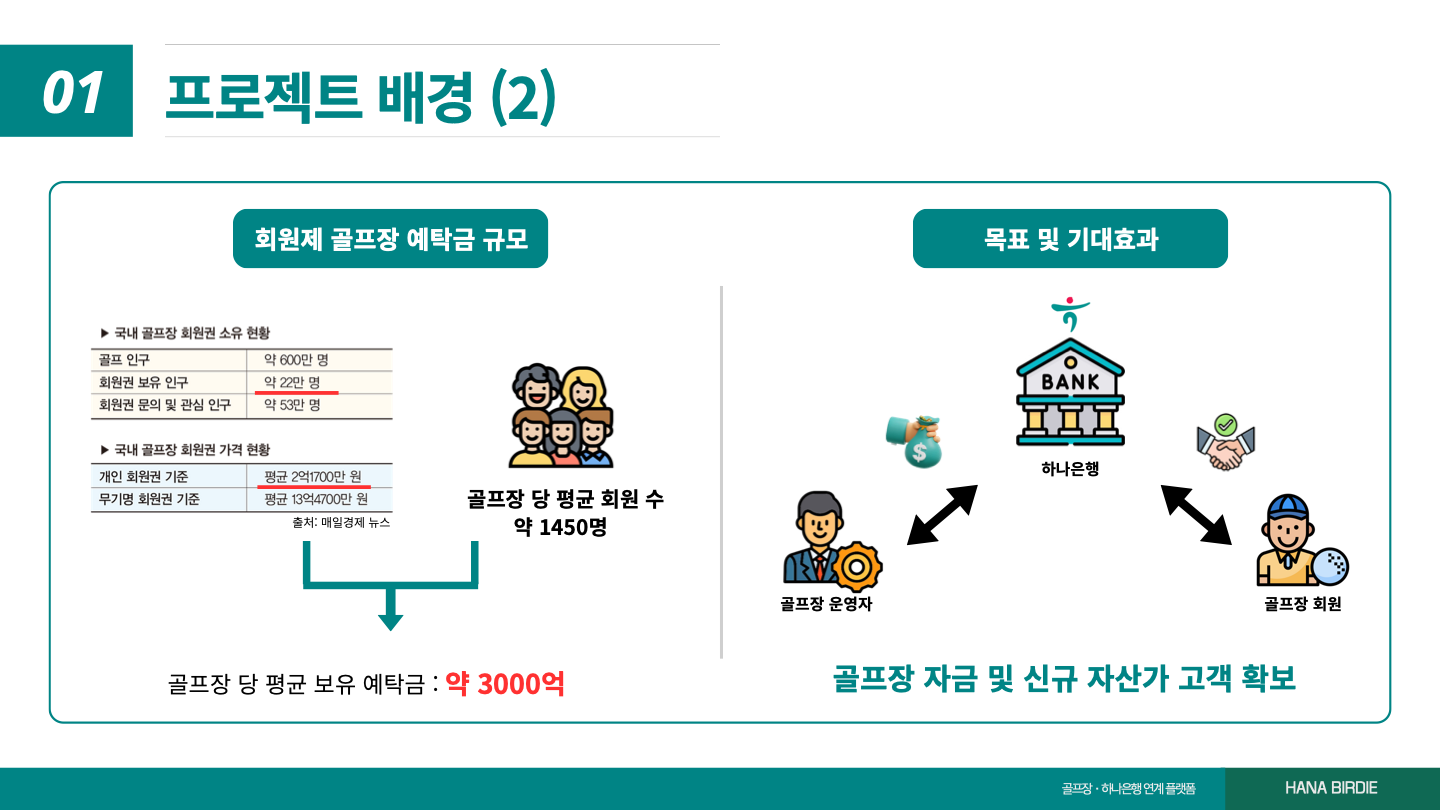 01
프로젝트 배경 (2)
회원제 골프장 예탁금 규모
▶ 국내 골프장 회원권 소유 현황
골프 인구 약 600만 명
회원권 보유 인구 약 22만 명
회원권 문의 및 관심 인구 약 53만 명
▶ 국내 골프장 회원권 가격 현황
개인 회원권 기준 평균 2억1700만 원
무기명 회원권 기준 평균 13억4700만 원
출처: 매일경제 뉴스
골프장 당 평균 회원 수
약 1450명
골프장 당 평균 보유 예탁금 : 약 3000억
목표 및 기대효과
BANK
하나은행
$
골프장 운영자
골프장 회원
골프장 자금 및 신규 자산가 고객 확보
골프장 · 하나은행 연계 플랫폼
HANA BIRDIE